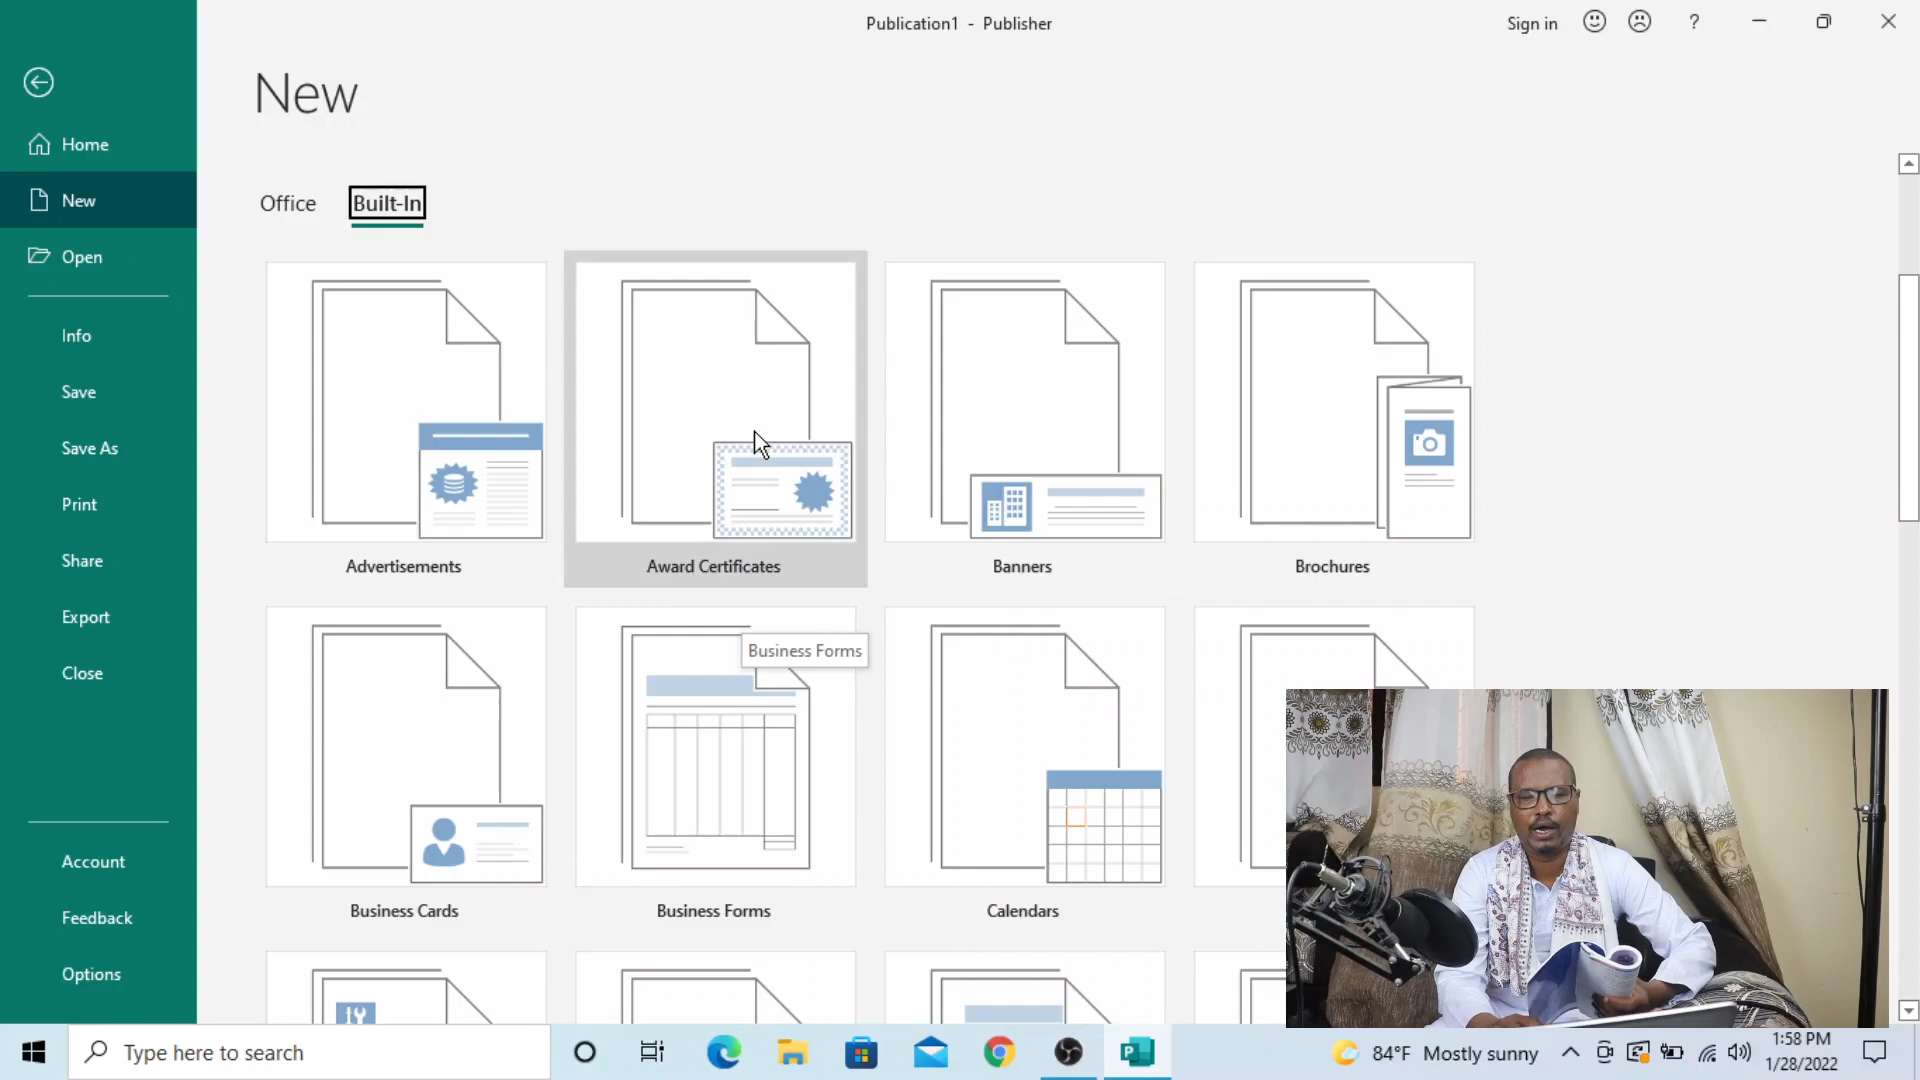 Publication1 - Publisher
Sign in
?
New
Home
New
Open
Info
Save
Save As
Print
Share
Export
Close
Account
Feedback
Options
Office
Built-In
Advertisements
Award Certificates
Banners
Brochures
Business Forms
Business Cards
Business Forms
Calendars
Type here to search
84°F Mostly sunny
1:58 PM
1/28/2022